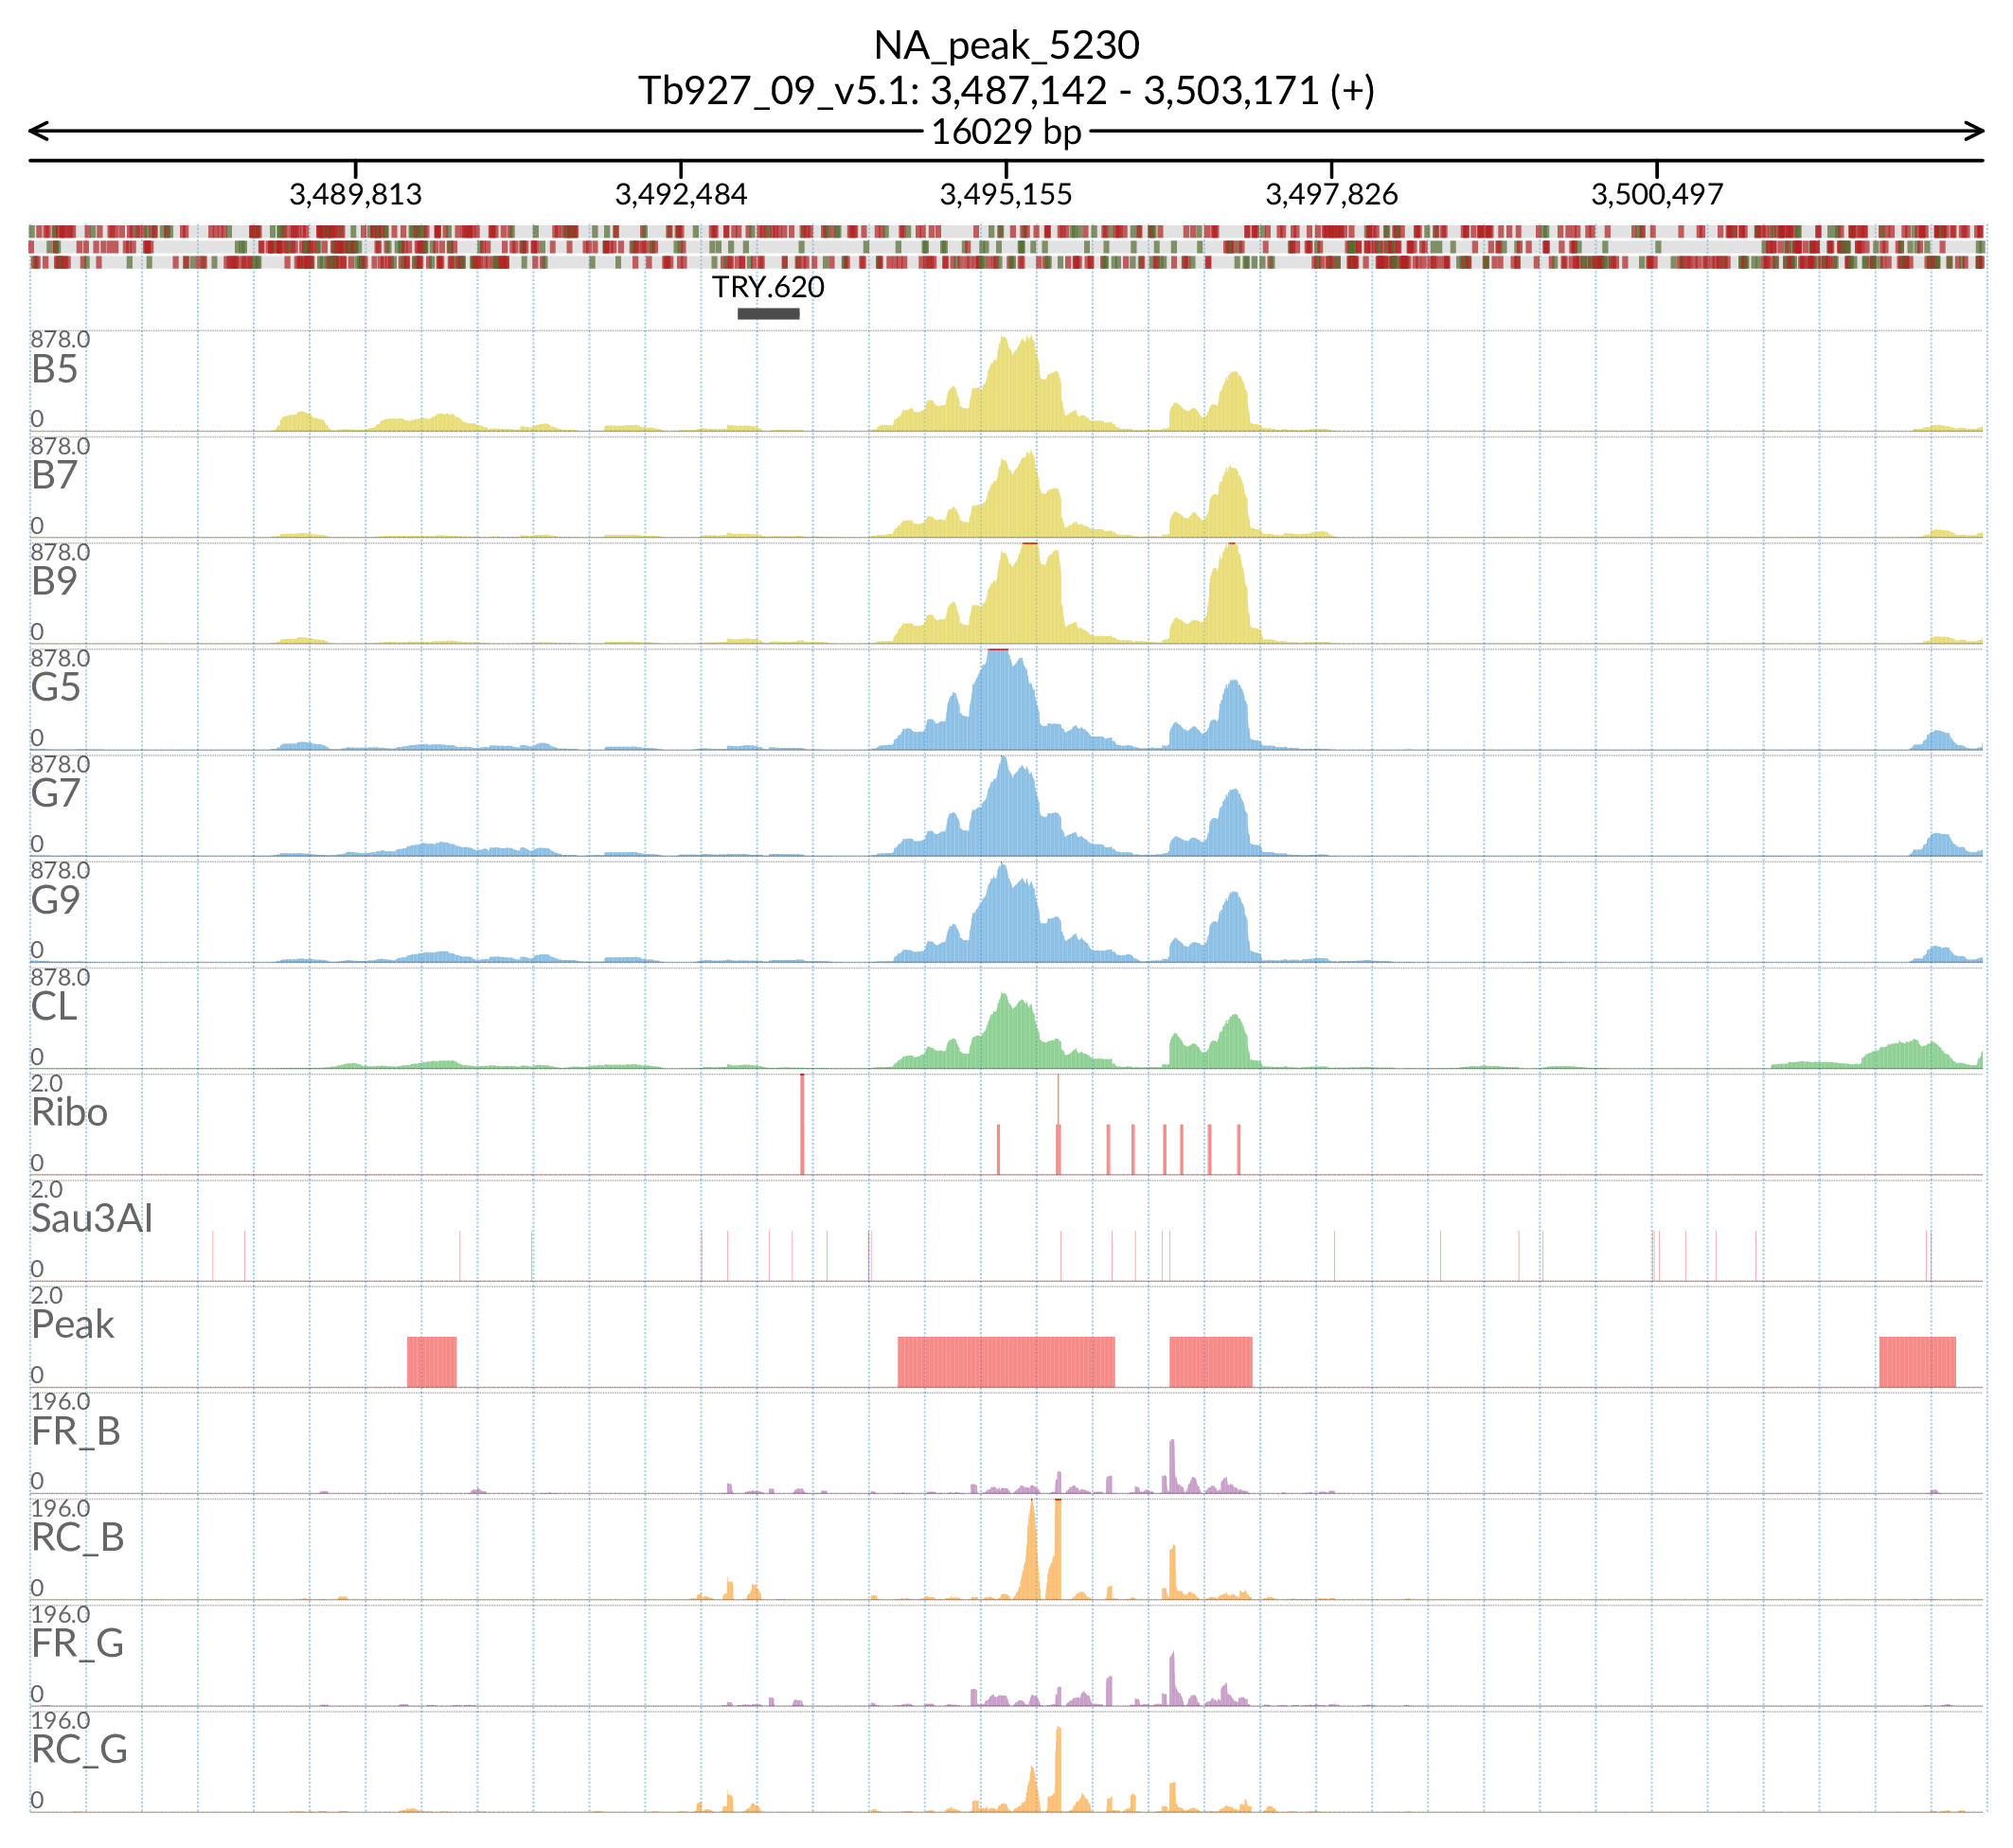 NA_peak_5230
Tb927_09_v5.1: 3,487,142 - 3,503,171 (+)
16029 bp
3,489,813 3,492,484 3,495,155 3,497,826 3,500,497
TRY.620
878.0
B5
0
878.0
B7
0
878.0
B9
0
878.0
G5
0
878.0
G7
0
878.0
G9
0
878.0
CL
0
2.0
Ribo
0
2.0
Sau3AI
0
2.0
Peak
0
196.0
FR_B
0
196.0
RC_B
0
196.0
FR_G
0
196.0
RC_G
0